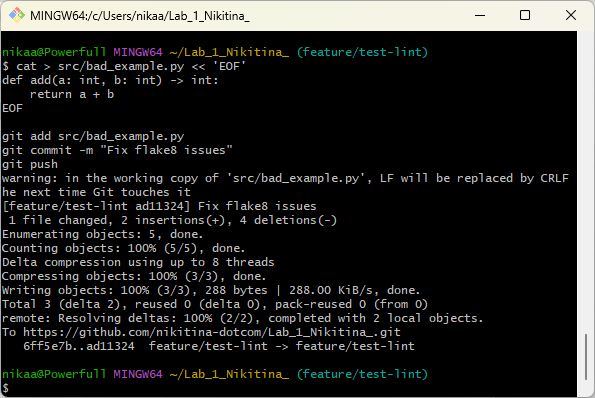 MINGW64:/c/Users/nikaa/Lab_1_Nikitina_
nikaa@Powerfull MINGW64 ~/Lab_1_Nikitina_ (feature/test-lint)
$ cat > src/bad_example.py << 'EOF'
def add(a: int, b: int) -> int:
    return a + b
EOF

git add src/bad_example.py
git commit -m "Fix flake8 issues"
git push
warning: in the working copy of 'src/bad_example.py', LF will be replaced by CRLF
he next time Git touches it
[feature/test-lint ad11324] Fix flake8 issues
 1 file changed, 2 insertions(+), 4 deletions(-)
Enumerating objects: 5, done.
Counting objects: 100% (5/5), done.
Delta compression using up to 8 threads
Compressing objects: 100% (3/3), done.
Writing objects: 100% (3/3), 288 bytes | 288.00 KiB/s, done.
Total 3 (delta 2), reused 0 (delta 0), pack-reused 0 (from 0)
remote: Resolving deltas: 100% (2/2), completed with 2 local objects.
To https://github.com/nikitina-dotcom/Lab_1_Nikitina_.git
   6ff5e7b..ad11324  feature/test-lint -> feature/test-lint

nikaa@Powerfull MINGW64 ~/Lab_1_Nikitina_ (feature/test-lint)
$